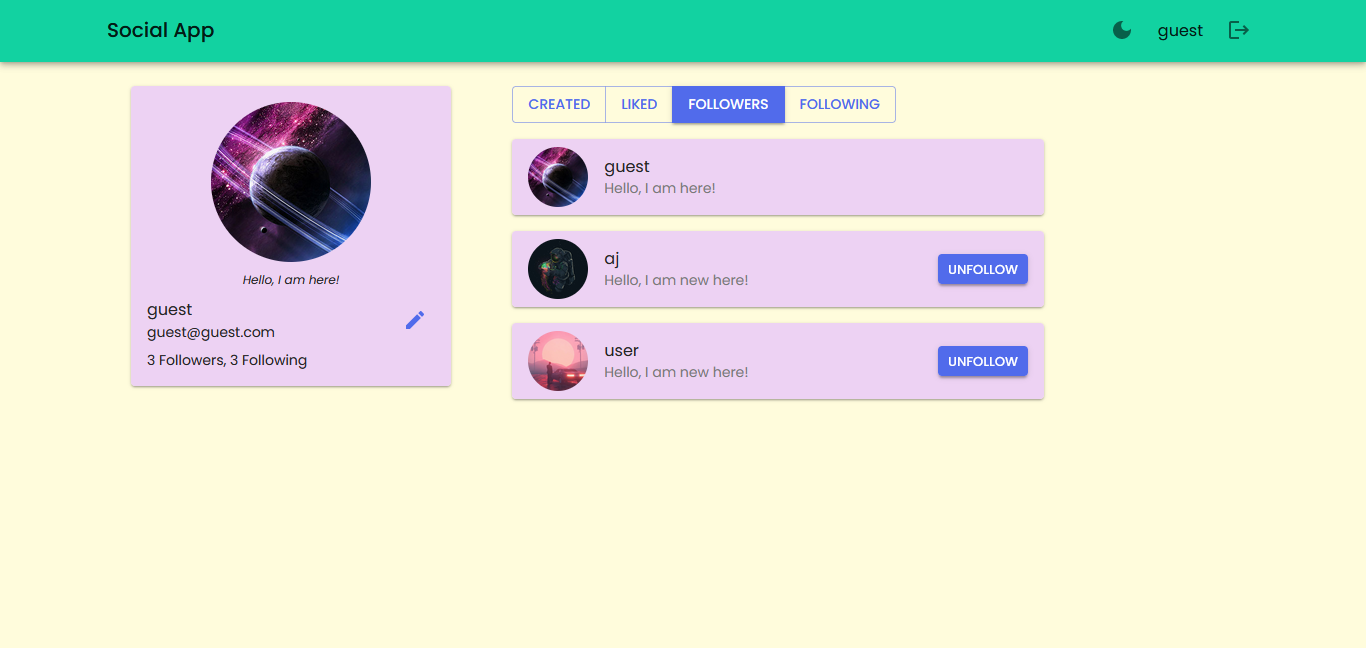 Social App
guest
Hello, I am here!
guest
guest@guest.com
3 Followers, 3 Following
CREATED
LIKED
FOLLOWERS
FOLLOWING
guest
Hello, I am here!
aj
Hello, I am new here!
UNFOLLOW
user
Hello, I am new here!
UNFOLLOW